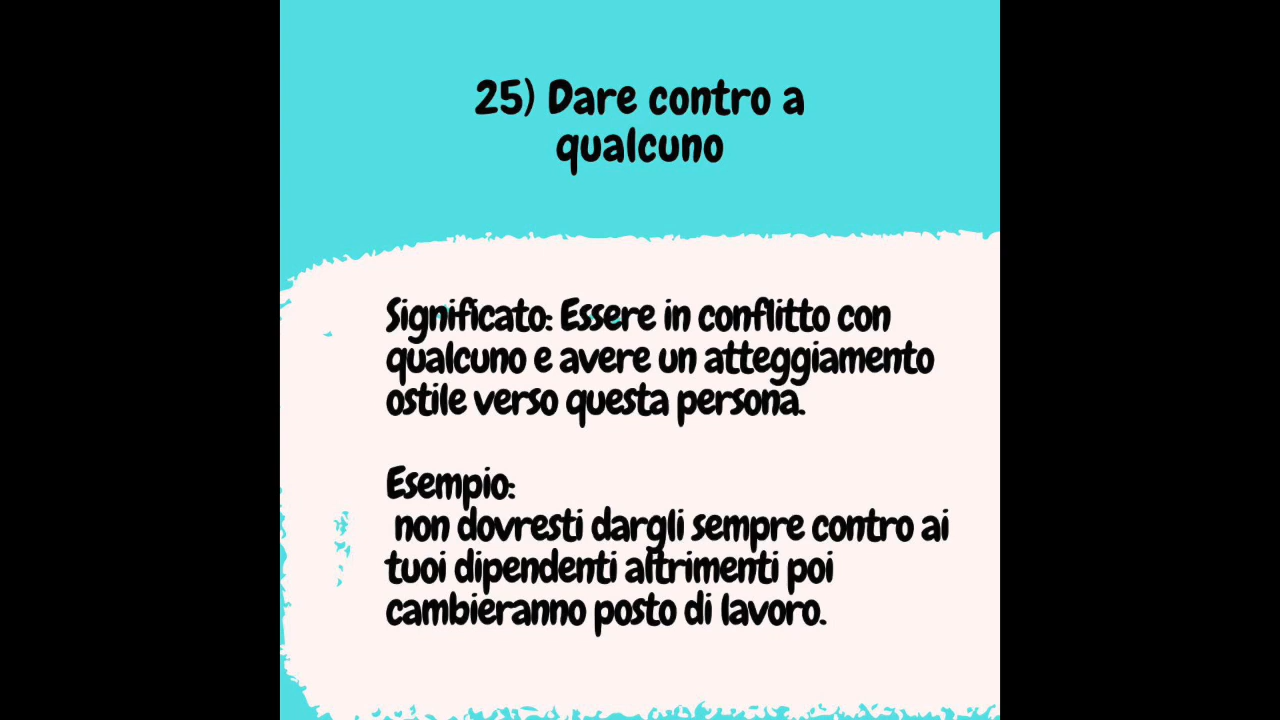 25) Dare contro a
qualcuno
Significato: Essere in conflitto con
qualcuno e avere un atteggiamento
ostile verso questa persona.
Esempio:
non dovresti dargli sempre contro ai
tuoi dipendenti altrimenti poi
cambieranno posto di lavoro.